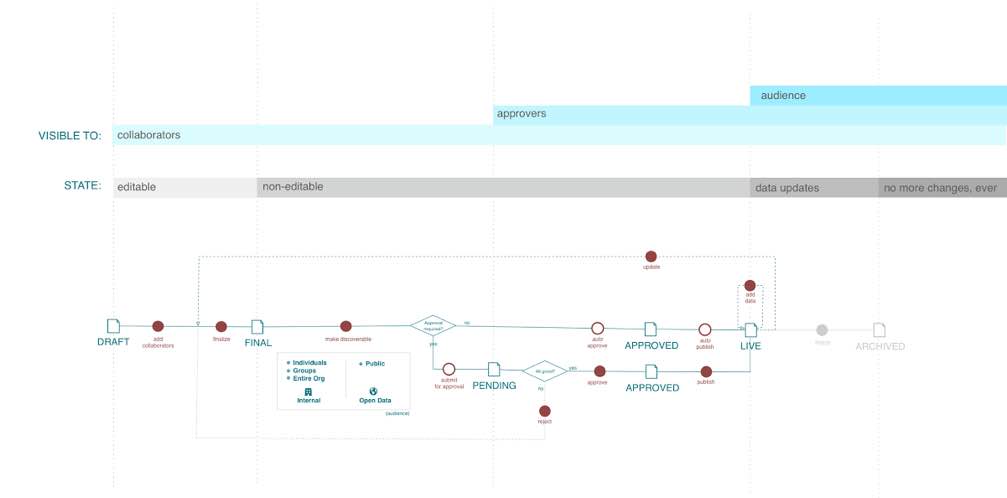 audience
approvers
VISIBLE TO:
collaborators
STATE:
editable
non-editable
data updates
no more changes, ever
update
add
data
Approval
required?
no
DRAFT
add
collaborators
finalize
FINAL
make discoverable
yes
auto
approve
APPROVED
auto
publish
LIVE
ARCHIVED
Individuals
Groups
Entire Org
Internal
Public
Open Data
(audience)
submit
for approval
PENDING
All good?
yes
no
approve
APPROVED
publish
reject